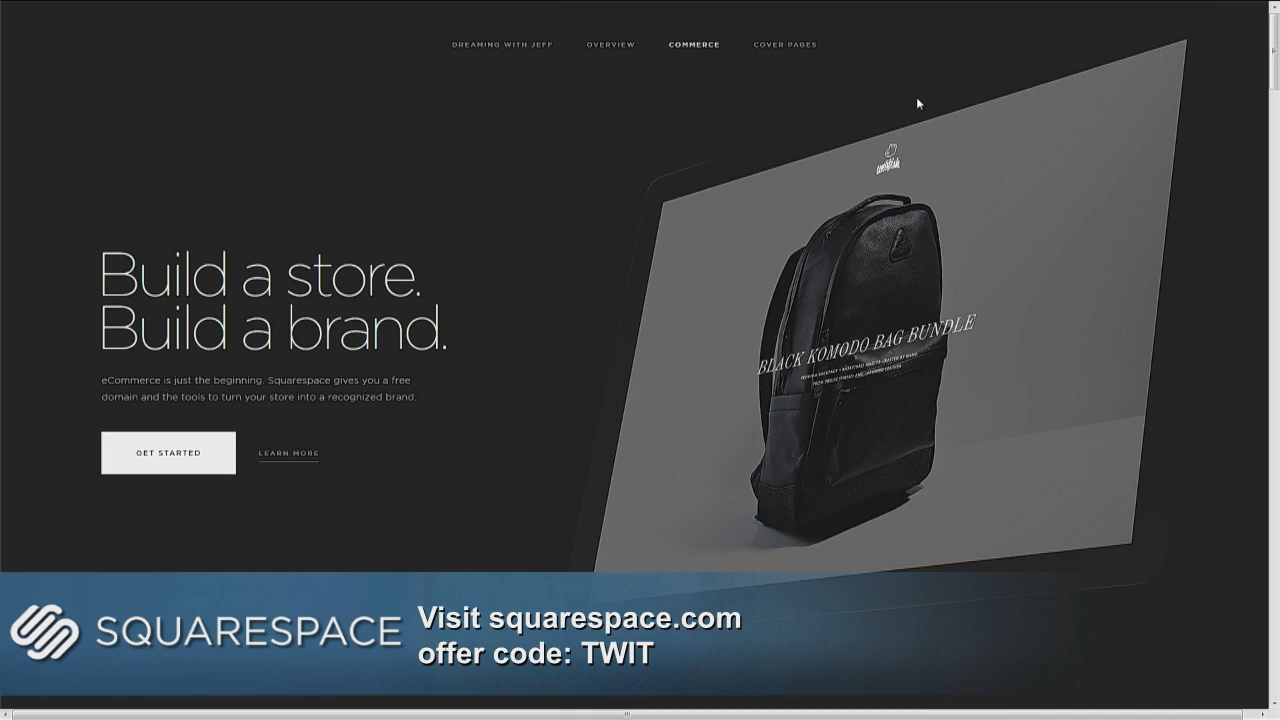 DREAMING WITH JEFF OVERVIEW COMMERCE COVER PAGES
Build a store.
Build a brand.
eCommerce is just the beginning. Squarespace gives you a free
domain and the tools to turn your store into a recognized brand.
GET STARTED LEARN MORE
BLACK KOMODO BAG BUNDLE
SQUARESPACE
Visit squarespace.com
offer code: TWIT